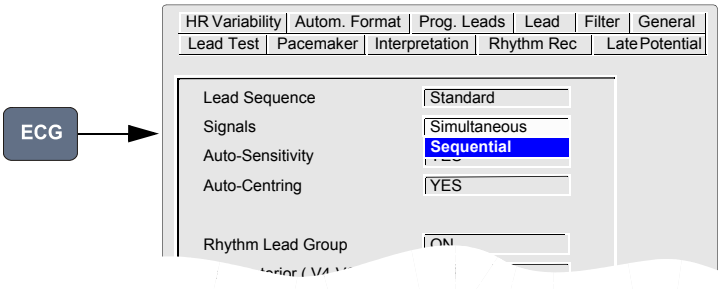 HR Variability Autom. Format Prog. Leads Lead Filter General
Lead Test Pacemaker Interpretation Rhythm Rec Late Potential
ECG
Lead Sequence Standard
Signals Simultaneous
Sequential
Auto-Sensitivity YES
Auto-Centring YES
Rhythm Lead Group ON